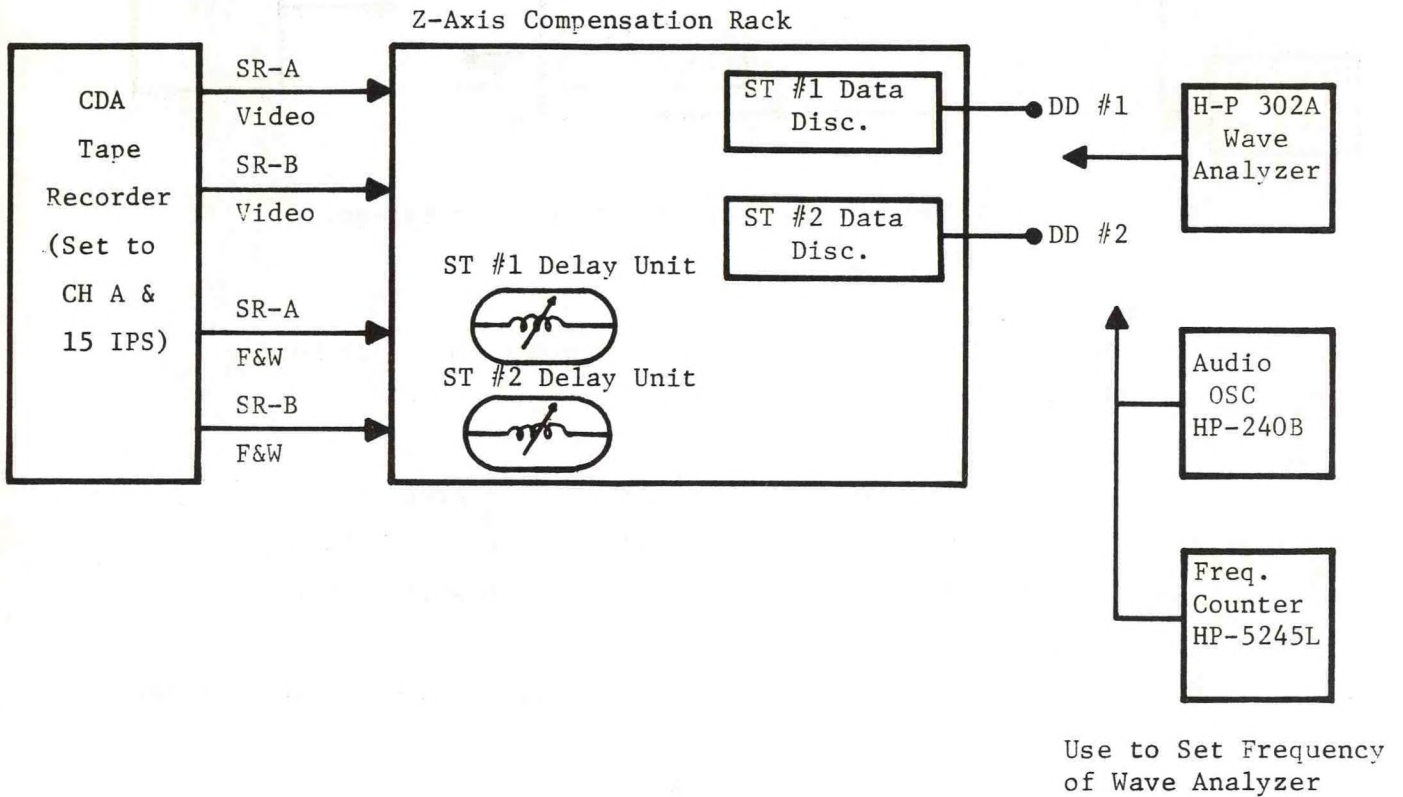 Z-Axis Compensation Rack
CDA
Tape
Recorder
(Set to
CH A &
15 IPS)
SR-A
Video
SR-B
Video
SR-A
F&W
SR-B
F&W
ST #1 Delay Unit
ST #2 Delay Unit
ST #1 Data
Disc.
ST #2 Data
Disc.
DD #1
DD #2
H-P 302A
Wave
Analyzer
Audio
OSC
HP-240B
Freq.
Counter
HP-5245L
Use to Set Frequency
of Wave Analyzer